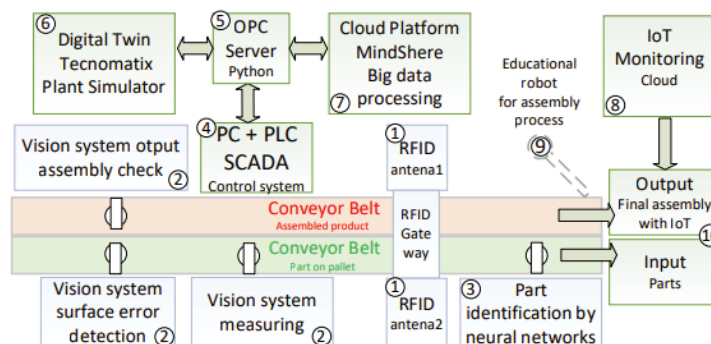 ⑥
Digital Twin
Tecnomatix
Plant Simulator
⑤ OPC
Server
Python
Cloud Platform
MindShere
Big data
⑦ processing
Educational
robot
for assembly
process
⑨
IoT
Monitoring
Cloud
⑧
Vision system otput
assembly check ②
④ PC + PLC
SCADA
Control system
① RFID
antena1
Output
Final assembly
with IoT
Conveyor Belt
Assembled product
RFID
Gate
way
Conveyor Belt
Part on pallet
Input
Parts
Vision system
surface error
detection ②
Vision system
measuring ②
① RFID
antena2
③ Part
identification by
neural networks